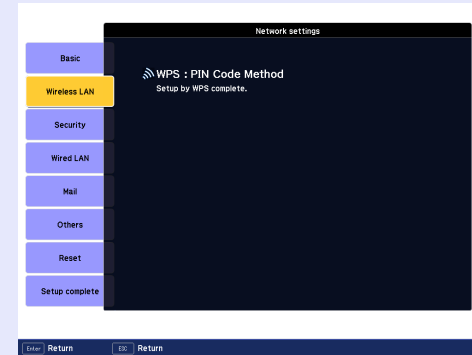 Network settings
Basic
Wireless LAN
Security
Wired LAN
Mail
Others
Reset
Setup complete
WPS : PIN Code Method
Setup by WPS complete.
Enter Return ESC Return